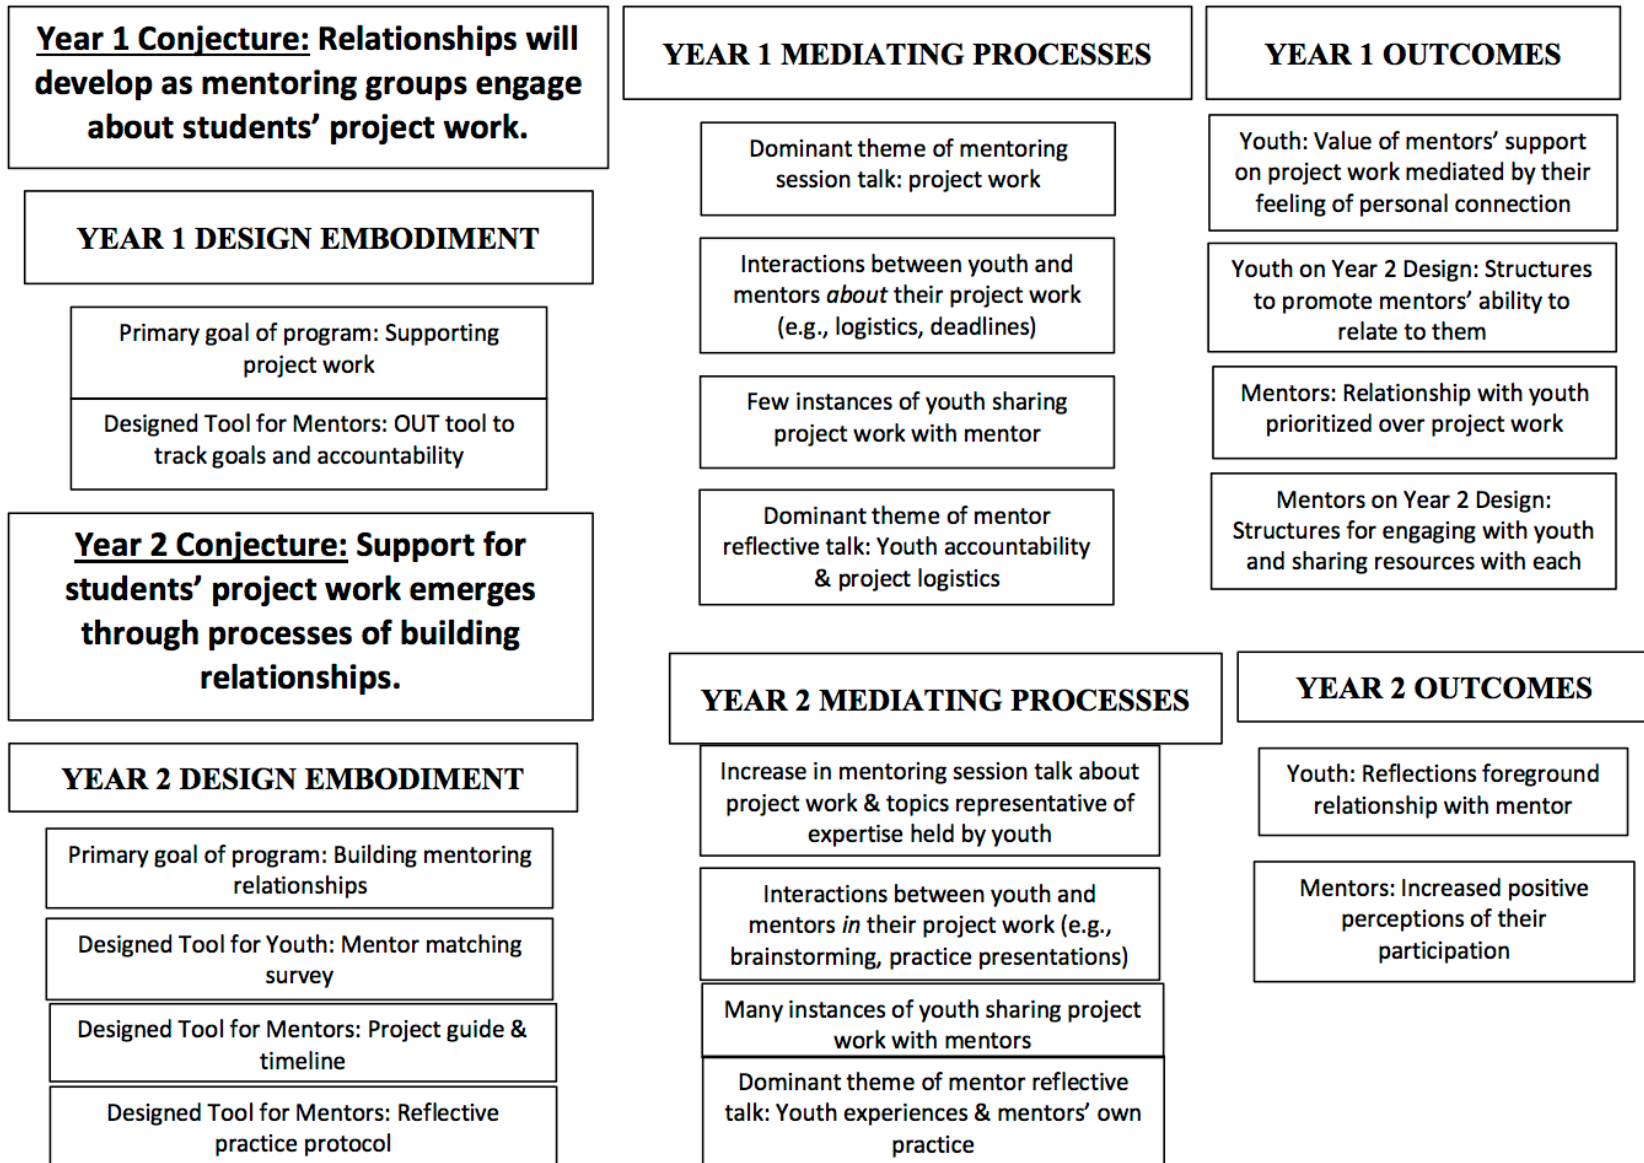 Year 1 Conjecture: Relationships will
develop as mentoring groups engage
about students’ project work.
YEAR 1 DESIGN EMBODIMENT
Primary goal of program: Supporting
project work
Designed Tool for Mentors: OUT tool to
track goals and accountability
Year 2 Conjecture: Support for
students’ project work emerges
through processes of building
relationships.
YEAR 2 DESIGN EMBODIMENT
Primary goal of program: Building mentoring
relationships
Designed Tool for Youth: Mentor matching
survey
Designed Tool for Mentors: Project guide &
timeline
Designed Tool for Mentors: Reflective
practice protocol
YEAR 1 MEDIATING PROCESSES
Dominant theme of mentoring
session talk: project work
Interactions between youth and
mentors about their project work
(e.g., logistics, deadlines)
Few instances of youth sharing
project work with mentor
Dominant theme of mentor
reflective talk: Youth accountability
& project logistics
YEAR 2 MEDIATING PROCESSES
Increase in mentoring session talk about
project work & topics representative of
expertise held by youth
Interactions between youth and
mentors in their project work (e.g.,
brainstorming, practice presentations)
Many instances of youth sharing project
work with mentors
Dominant theme of mentor reflective
talk: Youth experiences & mentors’ own
practice
YEAR 1 OUTCOMES
Youth: Value of mentors’ support
on project work mediated by their
feeling of personal connection
Youth on Year 2 Design: Structures
to promote mentors’ ability to
relate to them
Mentors: Relationship with youth
prioritized over project work
Mentors on Year 2 Design:
Structures for engaging with youth
and sharing resources with each
YEAR 2 OUTCOMES
Youth: Reflections foreground
relationship with mentor
Mentors: Increased positive
perceptions of their
participation